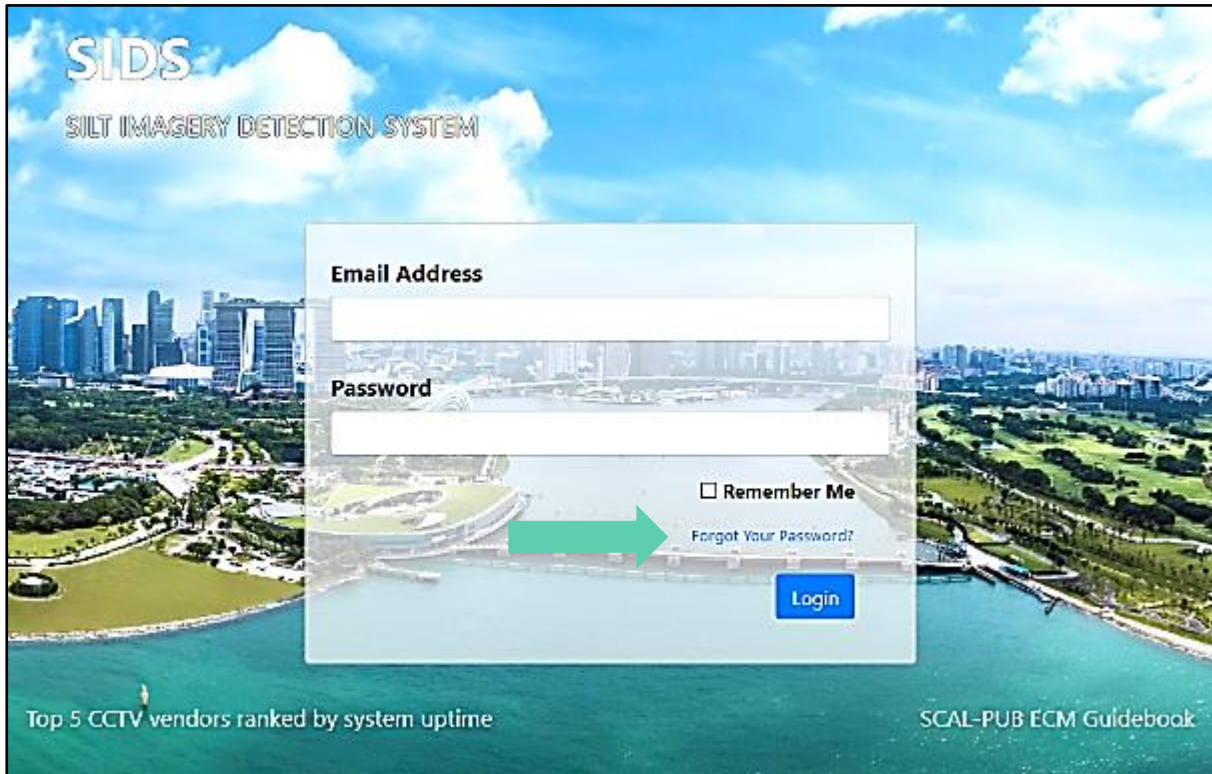 SIDS
SILT IMAGERY DETECTION SYSTEM
Email Address
Password
Remember Me
Forgot Your Password?
Login
Top 5 CCTV vendors ranked by system uptime
SCAL-PUB ECM Guidebook